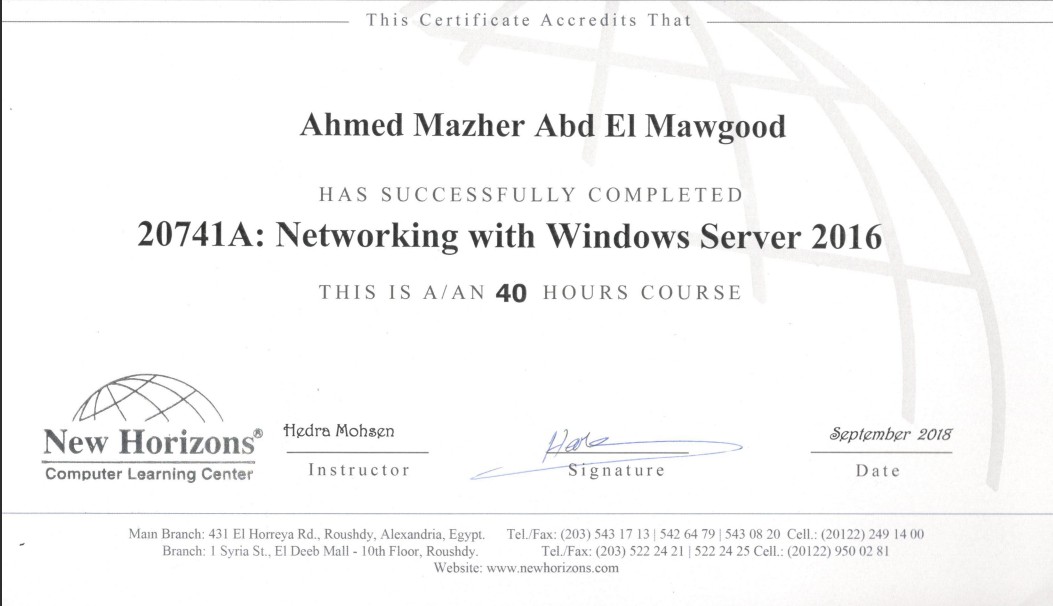 This Certificate Accredits That
Ahmed Mazher Abd El Mawgood
HAS SUCCESSFULLY COMPLETED
20741A: Networking with Windows Server 2016
THIS IS A/AN 40 HOURS COURSE
New Horizons®
Computer Learning Center
Hedra Mohsen
Instructor
Signature
September 2018
Date
Main Branch: 431 El Horreya Rd., Roushdy, Alexandria, Egypt. Tel./Fax: (203) 543 17 13 | 542 64 79 | 543 08 20 Cell.: (20122) 249 14 00
Branch: 1 Syria St., El Deeb Mall - 10th Floor, Roushdy. Tel./Fax: (203) 522 24 21 | 522 24 25 Cell.: (20122) 950 02 81
Website: www.newhorizons.com